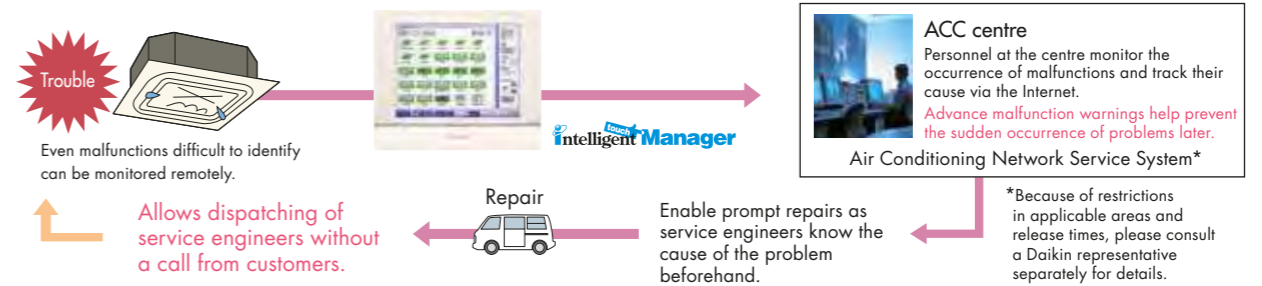 Trouble
Even malfunctions difficult to identify
can be monitored remotely.
intelligent touch Manager
ACC centre
Personnel at the centre monitor the
occurrence of malfunctions and track their
cause via the Internet.
Advance malfunction warnings help prevent
the sudden occurrence of problems later.
Air Conditioning Network Service System*
*Because of restrictions
in applicable areas and
release times, please consult
a Daikin representative
separately for details.
Enable prompt repairs as
service engineers know the
cause of the problem
beforehand.
Repair
Allows dispatching of
service engineers without
a call from customers.